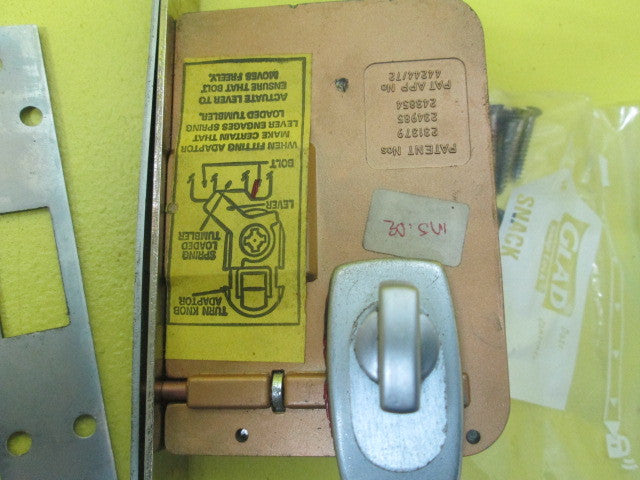 WHEN FITTING ADAPTOR
MAKE CERTAIN THAT
LEVER ENGAGES SPRING
LOADED TUMBLER.
ACTUATE LEVER TO
ENSURE THAT BOLT
MOVES FREELY.
BOLT
LEVER
SPRING
LOADED
TUMBLER
TURN KNOB
ADAPTOR
PATENT Nos
231379
234985
243854
PAT APP No
44244/72
GLAD
SNACK